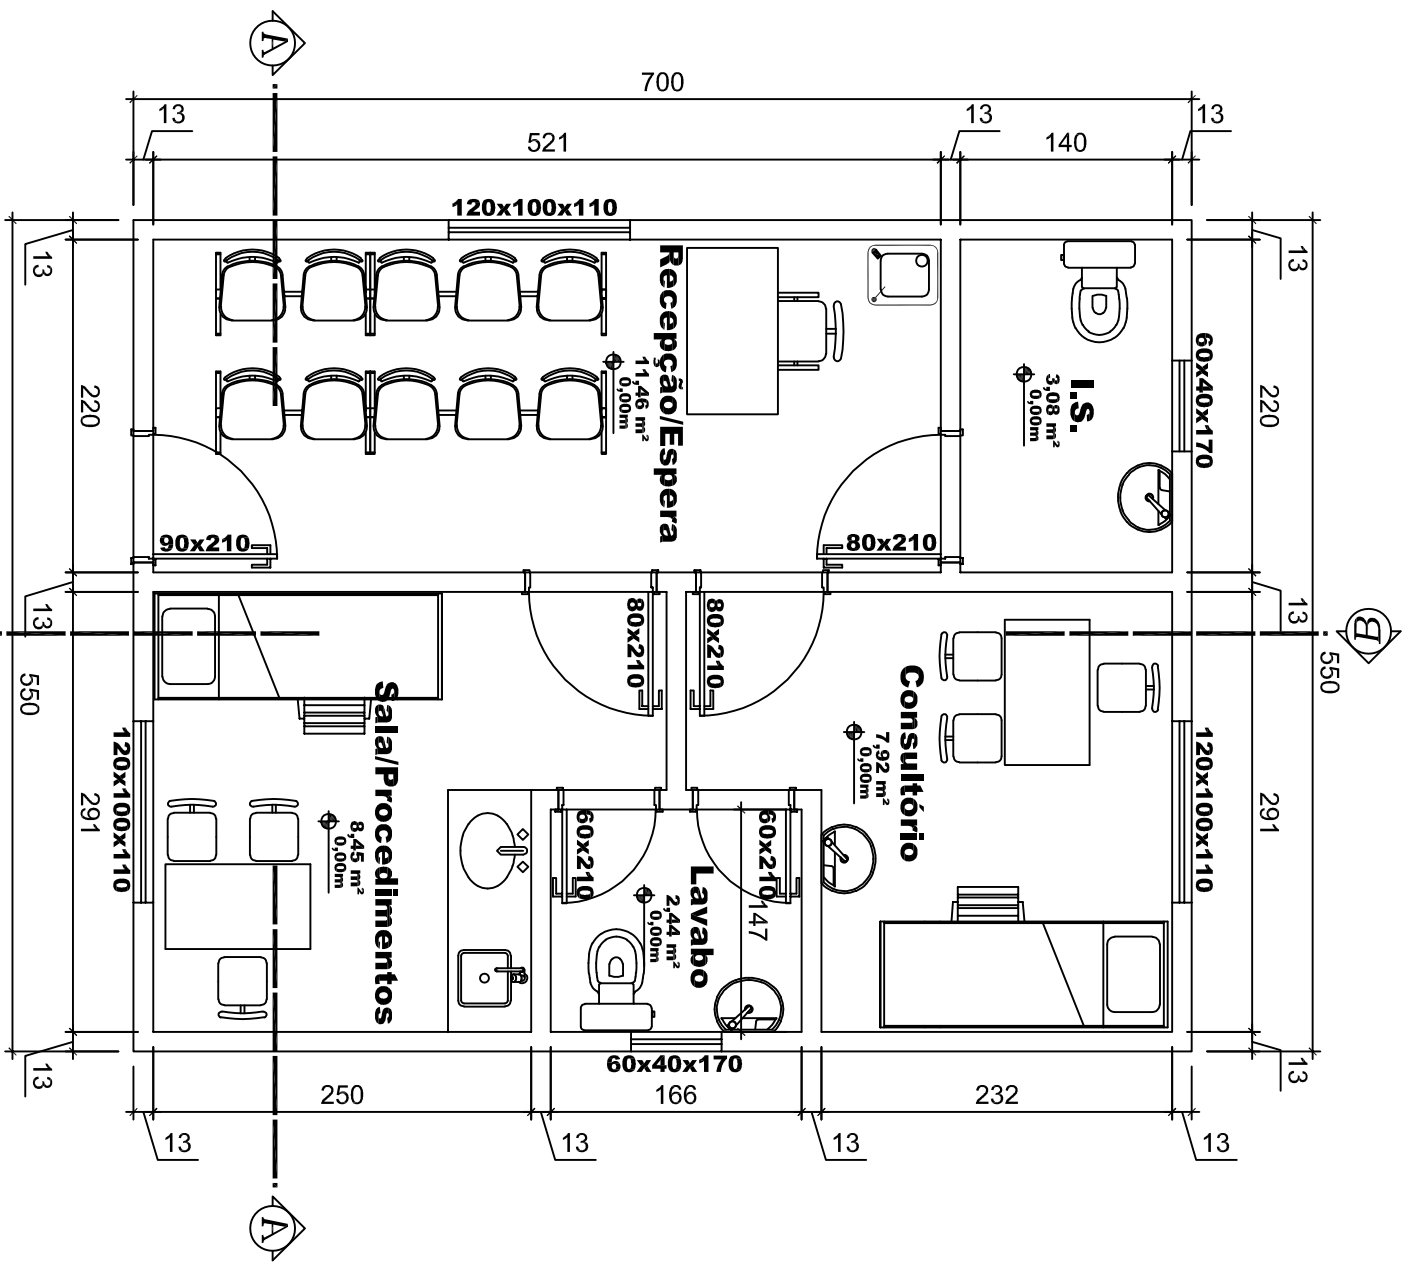 A
700
13
13
13
521
140
120x100x110
13
13
Recepção/Espera
11,46 m²
0,00m
I.S.
3,08 m²
0,00m
60x40x170
220
220
90x210
80x210
13
13
B
80x210
80x210
550
550
Sala/Procedimentos
8,45 m²
0,00m
Consultório
7,92 m²
0,00m
120x100x110
120x100x110
291
291
60x210
60x210
Lavabo
2,44 m²
0,00m
147
60x40x170
13
13
250
166
232
13
13
13
13
A